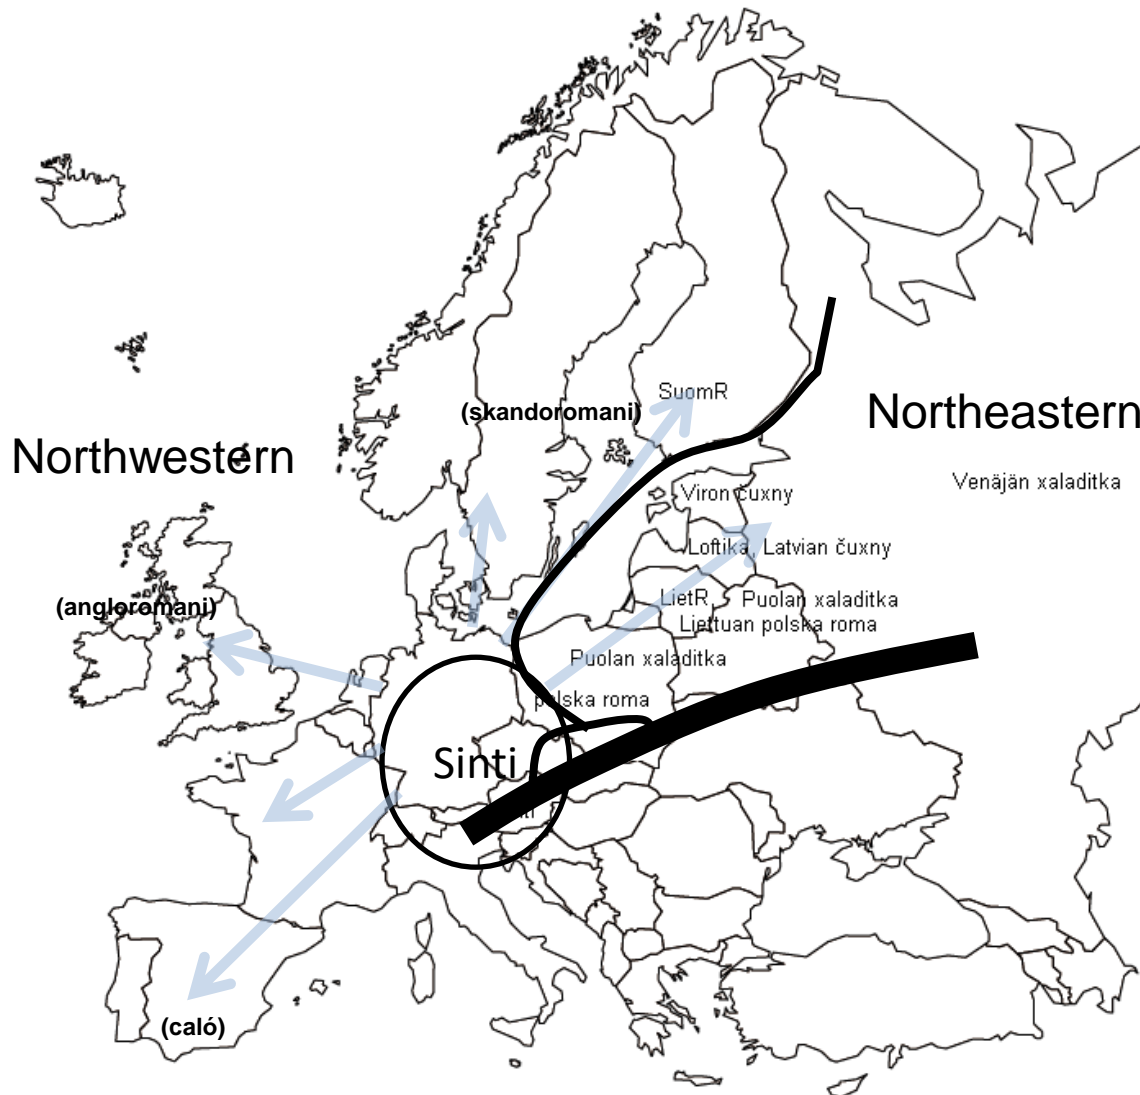 SuomR
(skandoromani)
Northeastern
Northwestern
Venäjän xaladitka
Viron čuxny
Loftika, Latvian čuxny
LietR
Puolan xaladitka
(angloromani)
Liettuan polska roma
Puolan xaladitka
polska roma
Sinti
(caló)